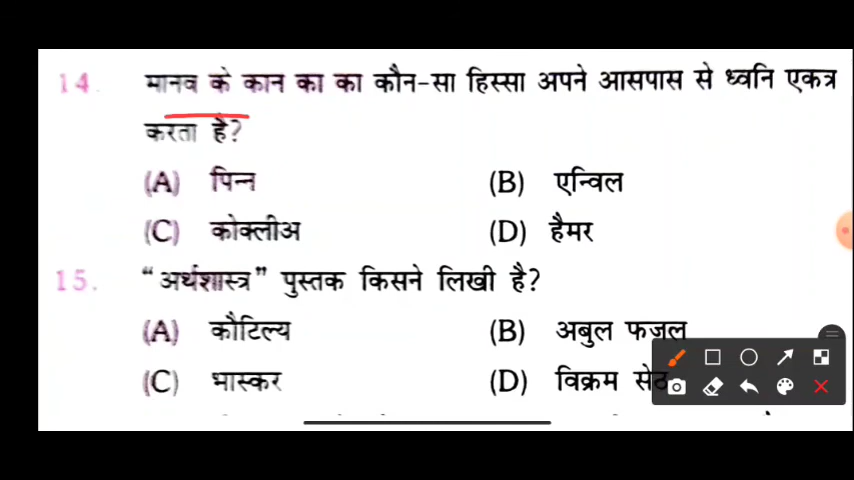 14. मानव के कान का का कौन-सा हिस्सा अपने आसपास से ध्वनि एकत्र
करता है?
(A) पिन्न (B) एन्विल
(C) कोक्लीअ (D) हैमर
15. “अर्थशास्त्र” पुस्तक किसने लिखी है?
(A) कौटिल्य (B) अबुल फजल
(C) भास्कर (D) विक्रम सेठ